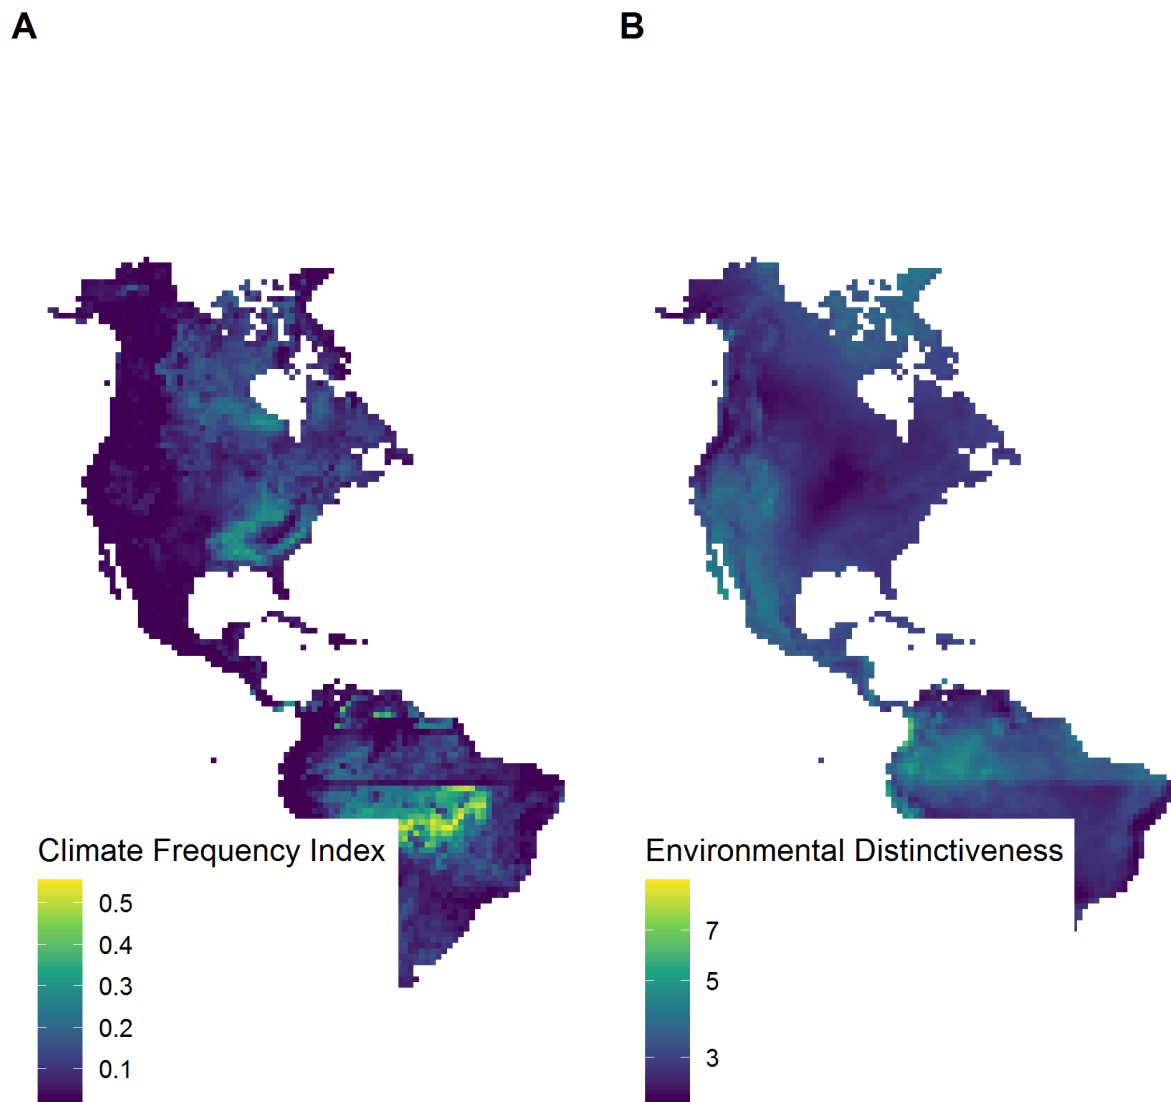 A
B
Climate Frequency Index
0.5
0.4
0.3
0.2
0.1
Environmental Distinctiveness
7
5
3